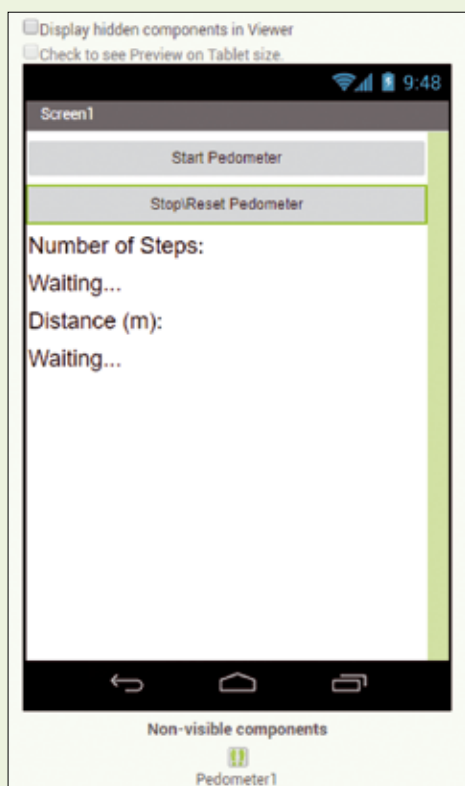 Display hidden components in Viewer
Check to see Preview on Tablet size.
9:48
Screen1
Start Pedometer
Stop\Reset Pedometer
Number of Steps:
Waiting...
Distance (m):
Waiting...
Non-visible components
Pedometer1